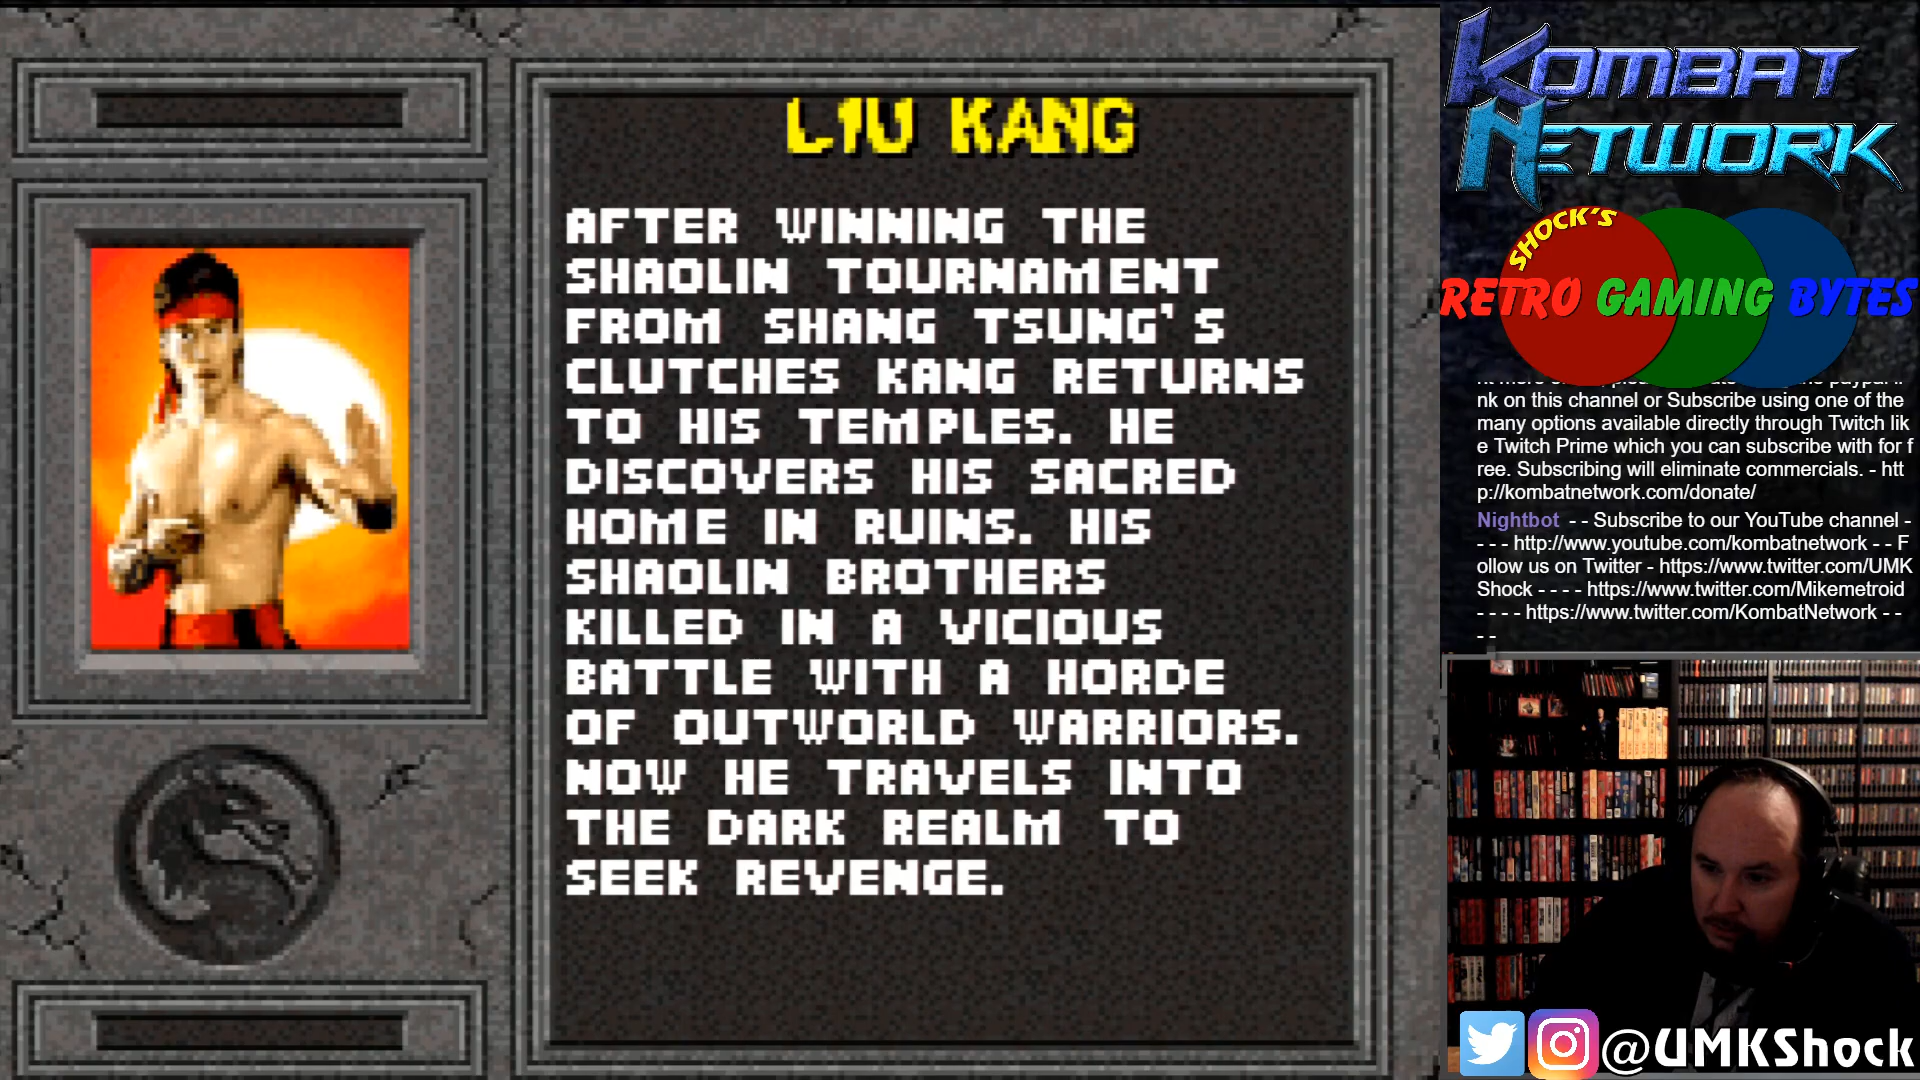 LIU KANG
AFTER WINNING THE
SHAOLIN TOURNAMENT
FROM SHANG TSUNG'S
CLUTCHES KANG RETURNS
TO HIS TEMPLES. HE
DISCOVERS HIS SACRED
HOME IN RUINS. HIS
SHAOLIN BROTHERS
KILLED IN A VICIOUS
BATTLE WITH A HORDE
OF OUTWORLD WARRIORS.
NOW HE TRAVELS INTO
THE DARK REALM TO
SEEK REVENGE.
KOMBAT
NETWORK
SHOCK'S
RETRO GAMING BYTES
nk on this channel or Subscribe using one of the
many options available directly through Twitch lik
e Twitch Prime which you can subscribe with for f
ree. Subscribing will eliminate commercials. - htt
p://kombatnetwork.com/donate/
Nightbot - - Subscribe to our YouTube channel -
- - - http://www.youtube.com/kombatnetwork - - F
ollow us on Twitter - https://www.twitter.com/UMK
Shock - - - - https://www.twitter.com/Mikemetroid
- - - - https://www.twitter.com/KombatNetwork - -
- -
@UMKShock